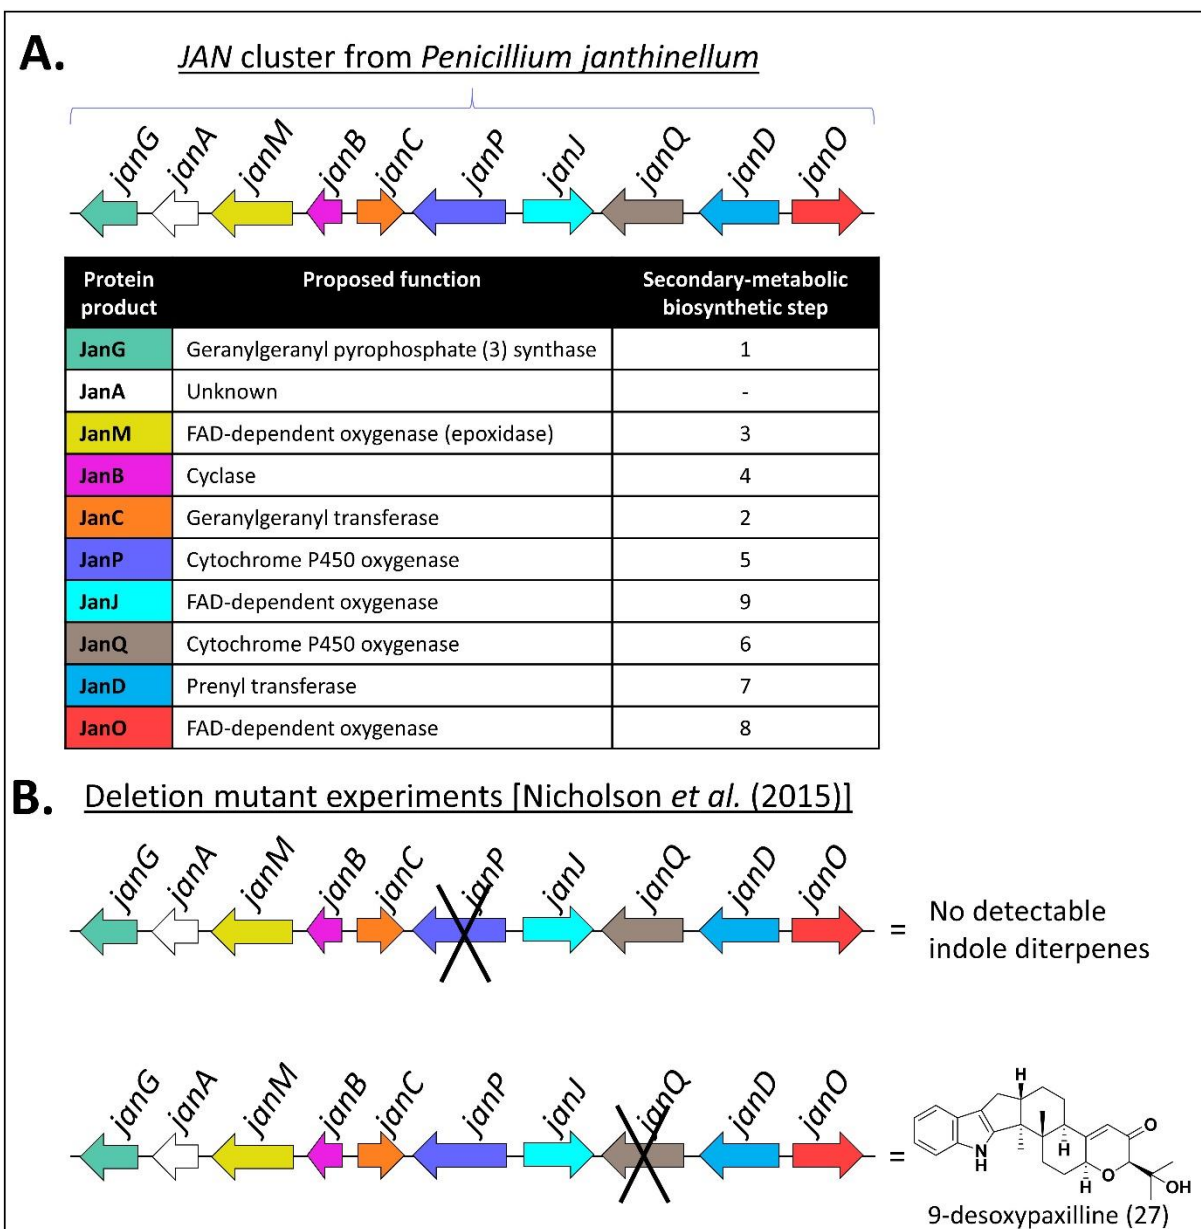 A.
JAN cluster from Penicillium janthinellum
janG janA janM janB janC janP janJ janQ janD janO
Protein product Proposed function Secondary-metabolic biosynthetic step
JanG Geranylgeranyl pyrophosphate (3) synthase 1
JanA Unknown -
JanM FAD-dependent oxygenase (epoxidase) 3
JanB Cyclase 4
JanC Geranylgeranyl transferase 2
JanP Cytochrome P450 oxygenase 5
JanJ FAD-dependent oxygenase 9
JanQ Cytochrome P450 oxygenase 6
JanD Prenyl transferase 7
JanO FAD-dependent oxygenase 8
B.
Deletion mutant experiments [Nicholson et al. (2015)]
janG janA janM janB janC janP janJ janQ janD janO
= No detectable
indole diterpenes
janG janA janM janB janC janP janJ janQ janD janO
=
H
O
H
N
H
H
O
OH
9-desoxypaxilline (27)